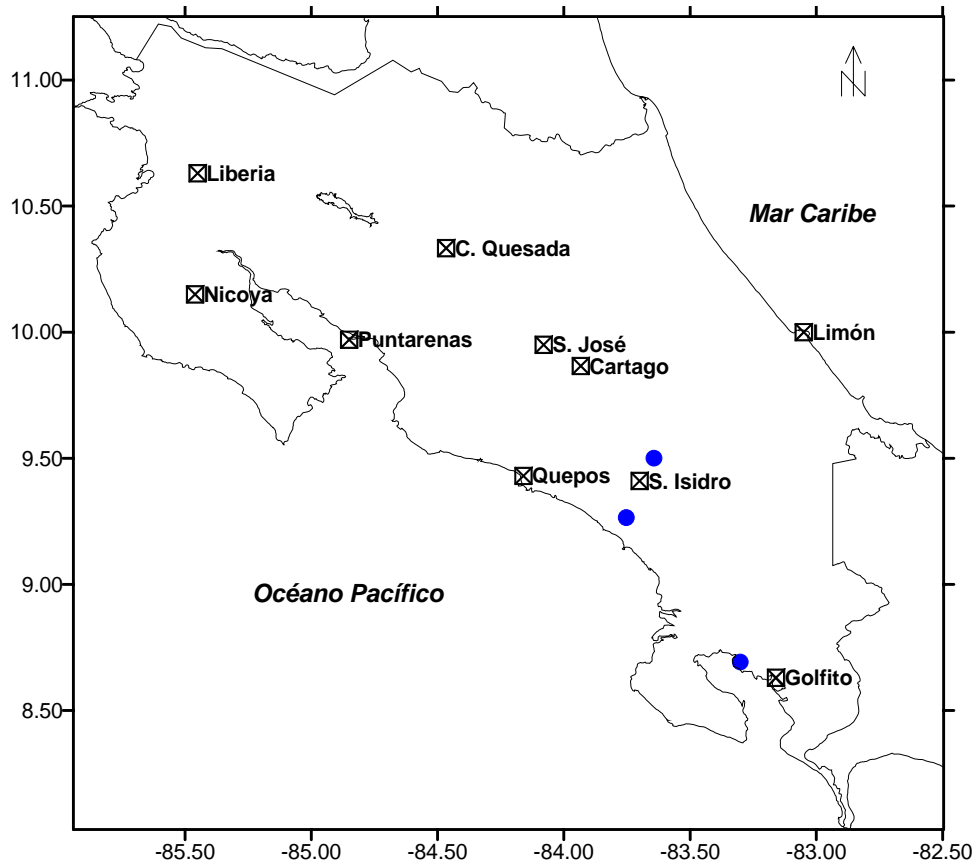 11.00
N
Liberia
10.50
Mar Caribe
C. Quesada
Nicoya
10.00
Puntarenas
S. José
Limón
Cartago
9.50
Quepos
S. Isidro
9.00
Océano Pacífico
Golfito
8.50
-85.50 -85.00 -84.50 -84.00 -83.50 -83.00 -82.50